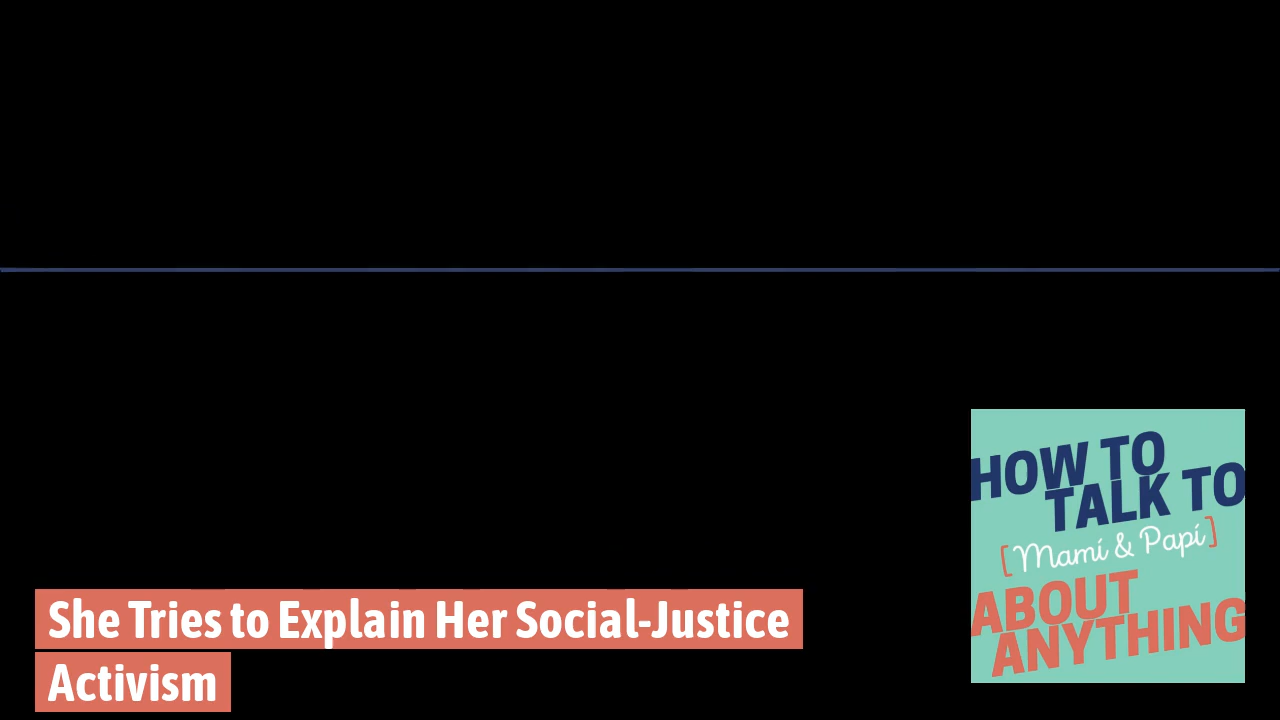 HOW TO
TALK TO
[Mamí & Papí]
ABOUT
ANYTHING
She Tries to Explain Her Social-Justice
Activism